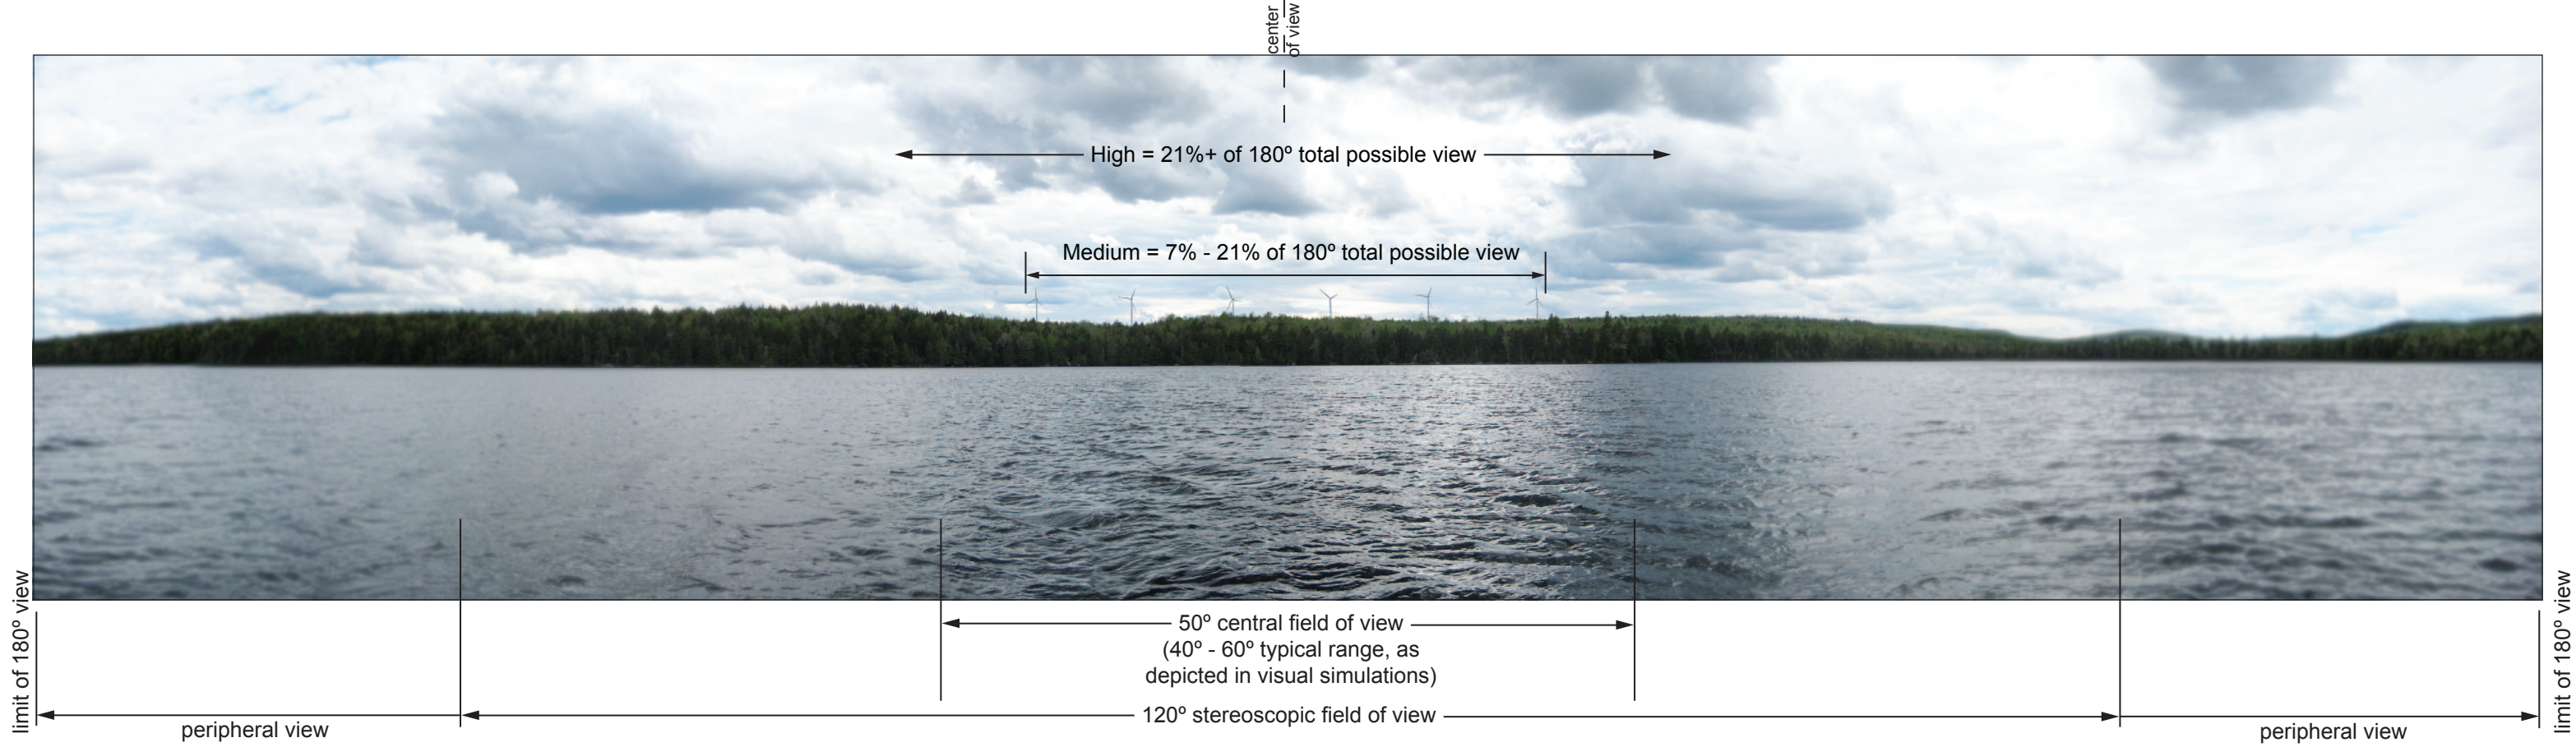 center
of view
High = 21%+ of 180º total possible view
Medium = 7% - 21% of 180º total possible view
limit of 180º view
limit of 180º view
50º central field of view
(40º - 60º typical range, as
depicted in visual simulations)
120º stereoscopic field of view
peripheral view
peripheral view